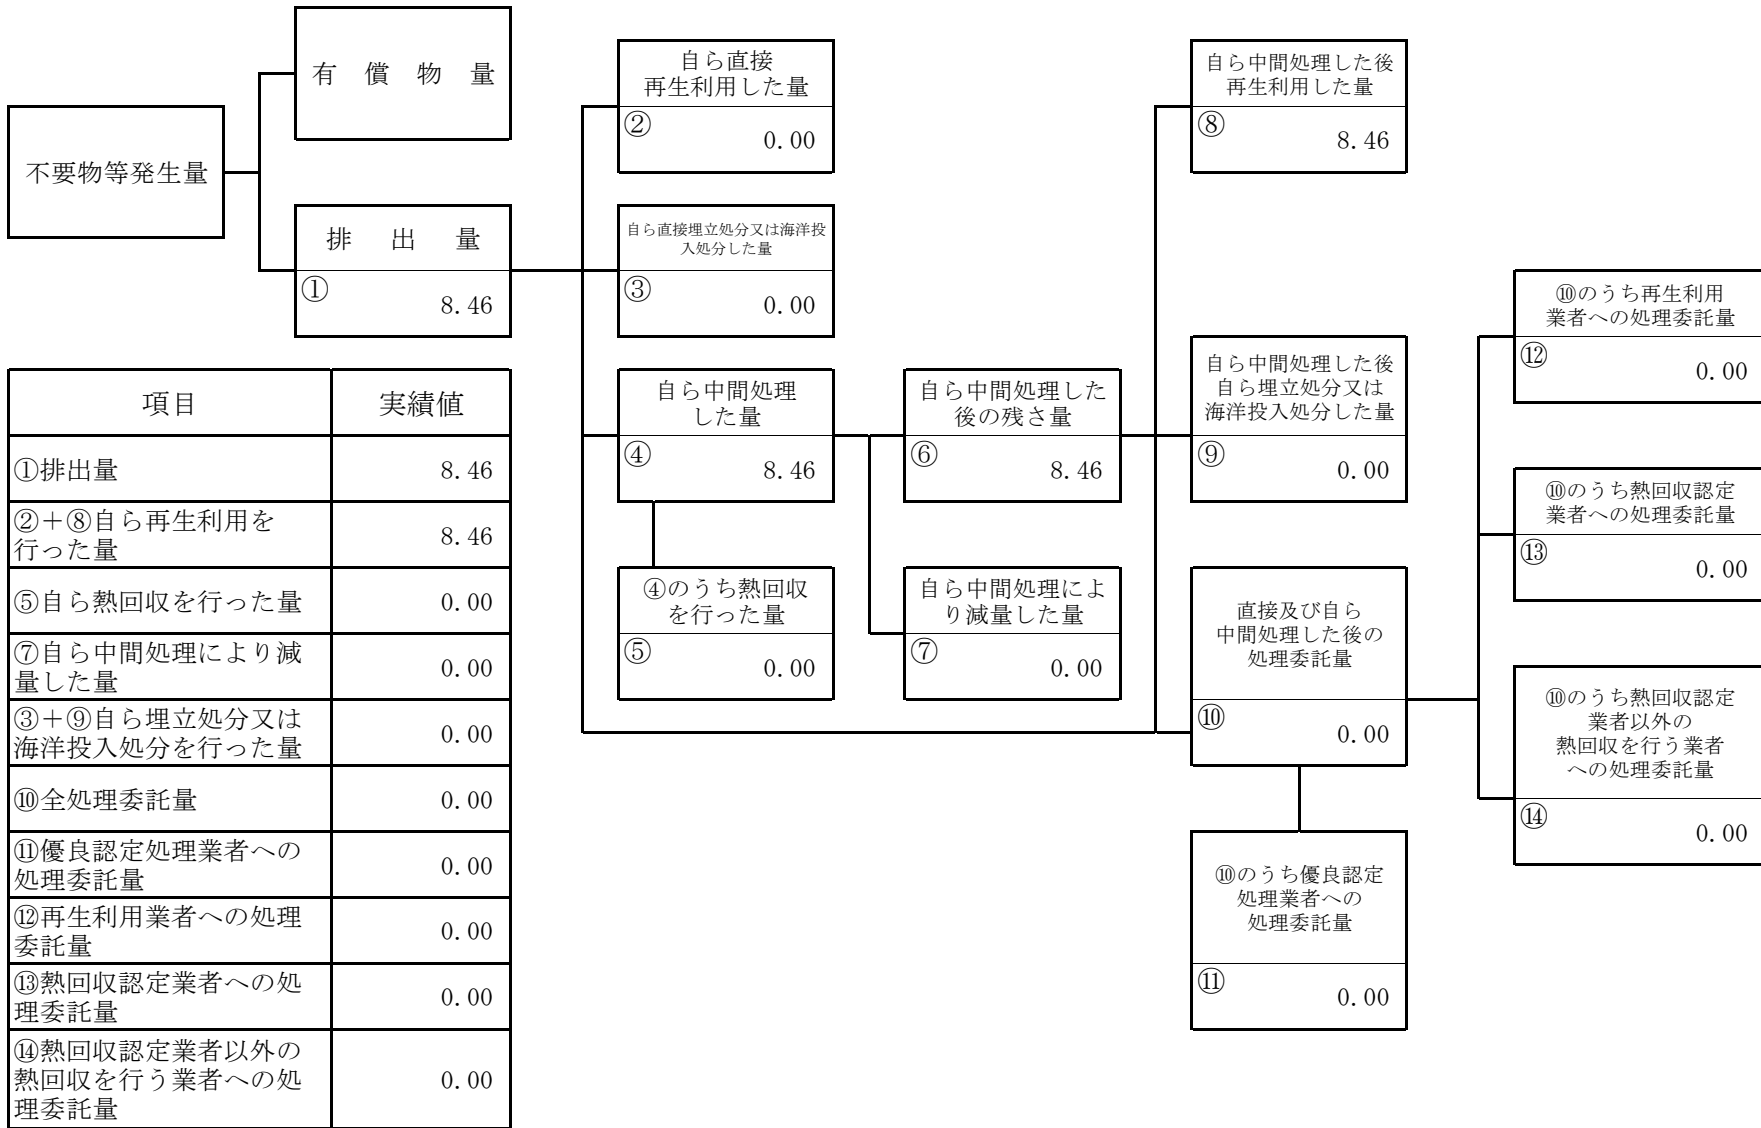 不要物等発生量
有償物量
排出量
①
8.46
自ら直接
再生利用した量
②
0.00
自ら直接埋立処分又は海洋投
入処分した量
③
0.00
自ら中間処理
した量
④
8.46
④のうち熱回収
を行った量
⑤
0.00
自ら中間処理した
後の残さ量
⑥
8.46
自ら中間処理によ
り減量した量
⑦
0.00
自ら中間処理した後
再生利用した量
⑧
8.46
自ら中間処理した後
自ら埋立処分又は
海洋投入処分した量
⑨
0.00
直接及び自ら
中間処理した後の
処理委託量
⑩
0.00
⑩のうち優良認定
処理業者への
処理委託量
⑪
0.00
⑩のうち再生利用
業者への処理委託量
⑫
0.00
⑩のうち熱回収認定
業者への処理委託量
⑬
0.00
⑩のうち熱回収認定
業者以外の
熱回収を行う業者
への処理委託量
⑭
0.00
項目 実績値
①排出量 8.46
②+⑧自ら再生利用を
行った量 8.46
⑤自ら熱回収を行った量 0.00
⑦自ら中間処理により減
量した量 0.00
③+⑨自ら埋立処分又は
海洋投入処分を行った量 0.00
⑩全処理委託量 0.00
⑪優良認定処理業者への
処理委託量 0.00
⑫再生利用業者への処理
委託量 0.00
⑬熱回収認定業者への処
理委託量 0.00
⑭熱回収認定業者以外の
熱回収を行う業者への処 0.00
理委託量